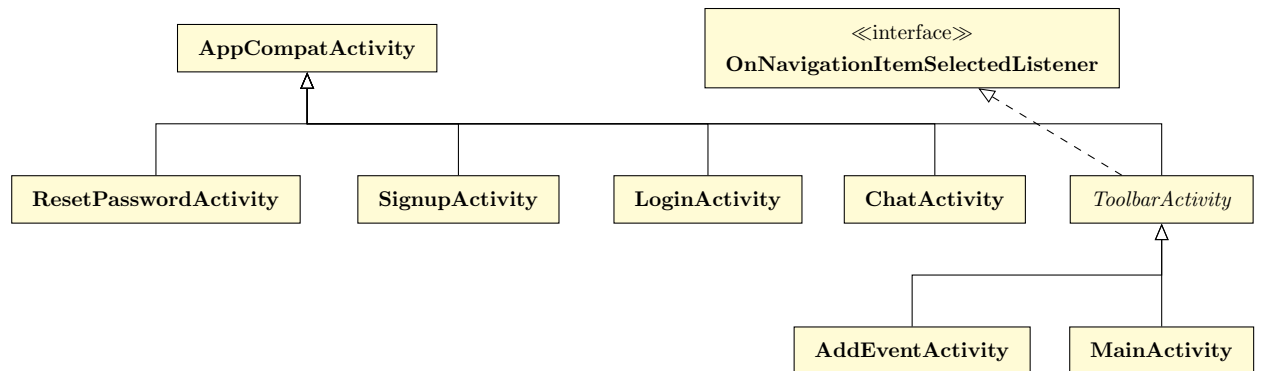 AppCompatActivity
≪interface≫
OnNavigationItemSelectedListener
ResetPasswordActivity
SignupActivity
LoginActivity
ChatActivity
ToolbarActivity
AddEventActivity
MainActivity